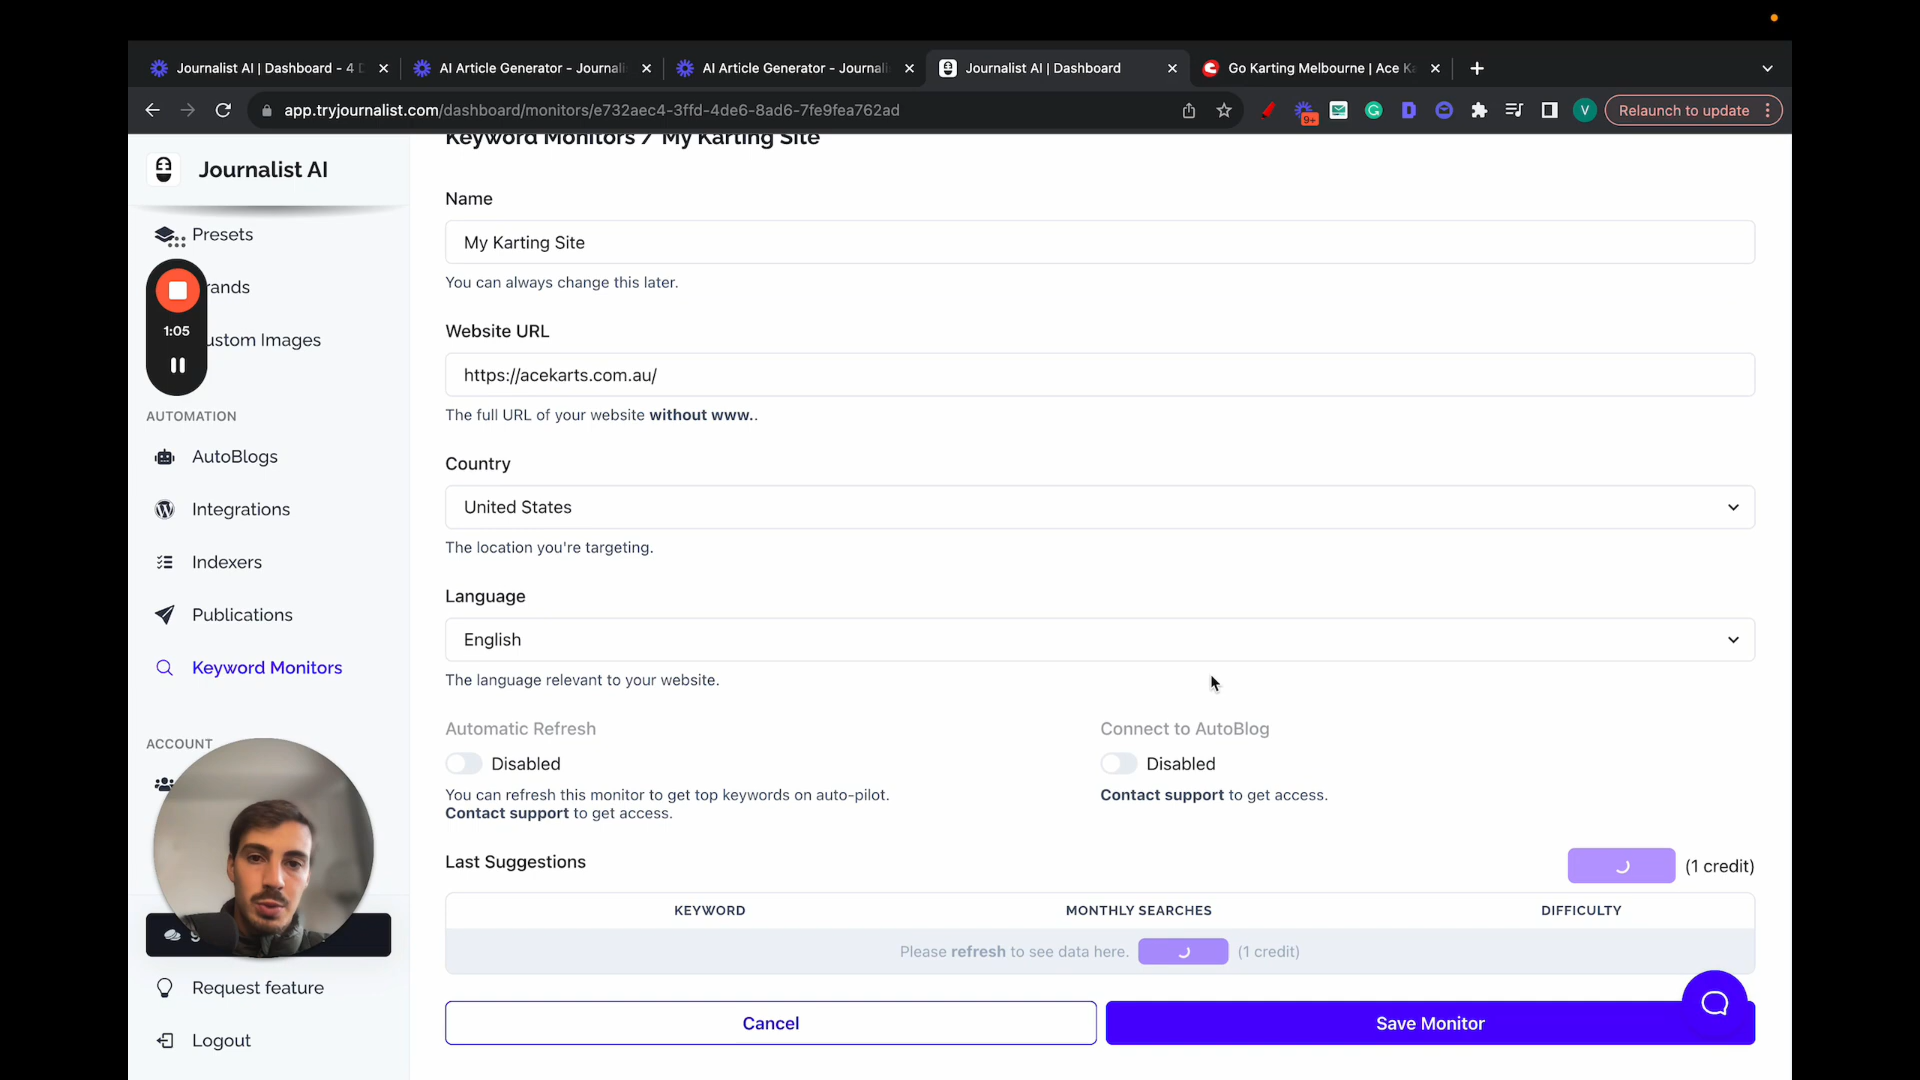 Journalist AI | Dashboard - 4
AI Article Generator - Journali
AI Article Generator - Journali
Journalist AI | Dashboard
Go Karting Melbourne | Ace Ka
app.tryjournalist.com/dashboard/monitors/e732aec4-3ffd-4de6-8ad6-7fe9fea762ad
9+
V
Relaunch to update
Journalist AI
Presets
rands
1:05
ustom Images
AUTOMATION
AutoBlogs
Integrations
Indexers
Publications
Keyword Monitors
ACCOUNT
Request feature
Logout
Keyword Monitors / My Karting Site
Name
My Karting Site
You can always change this later.
Website URL
https://acekarts.com.au/
The full URL of your website without www..
Country
United States
The location you're targeting.
Language
English
The language relevant to your website.
Automatic Refresh
Disabled
You can refresh this monitor to get top keywords on auto-pilot.
Contact support to get access.
Connect to AutoBlog
Disabled
Contact support to get access.
Last Suggestions
(1 credit)
KEYWORD MONTHLY SEARCHES DIFFICULTY
Please refresh to see data here. (1 credit)
Cancel
Save Monitor